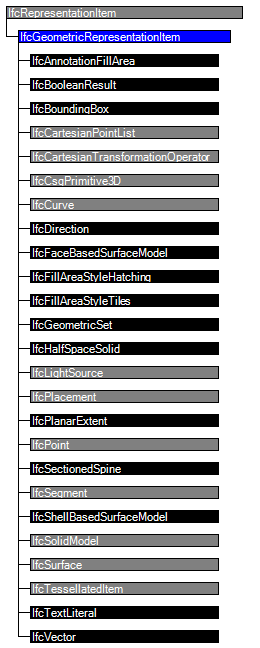 IfcRepresentationItem
IfcGeometricRepresentationItem
IfcAnnotationFillArea
IfcBooleanResult
IfcBoundingBox
IfcCartesianPointList
IfcCartesianTransformationOperator
IfcCsgPrimitive3D
IfcCurve
IfcDirection
IfcFaceBasedSurfaceModel
IfcFillAreaStyleHatching
IfcFillAreaStyleTiles
IfcGeometricSet
IfcHalfSpaceSolid
IfcLightSource
IfcPlacement
IfcPlanarExtent
IfcPoint
IfcSectionedSpine
IfcSegment
IfcShellBasedSurfaceModel
IfcSolidModel
IfcSurface
IfcTessellatedItem
IfcTextLiteral
IfcVector